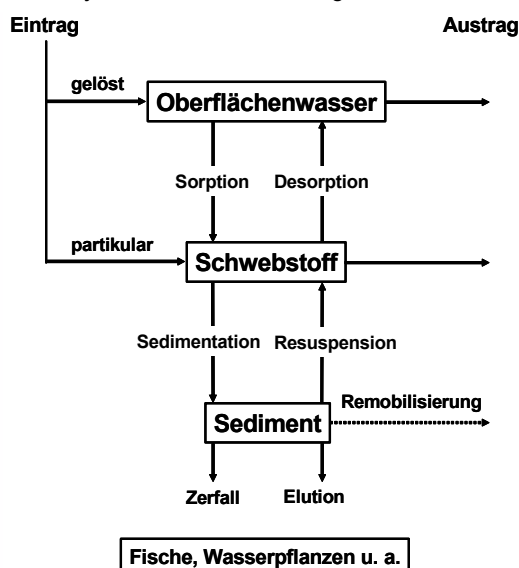 Eintrag
Austrag
gelöst
Oberflächenwasser
Sorption
Desorption
partikular
Schwebstoff
Sedimentation
Resuspension
Remobilisierung
Sediment
Zerfall
Elution
Fische, Wasserpflanzen u. a.